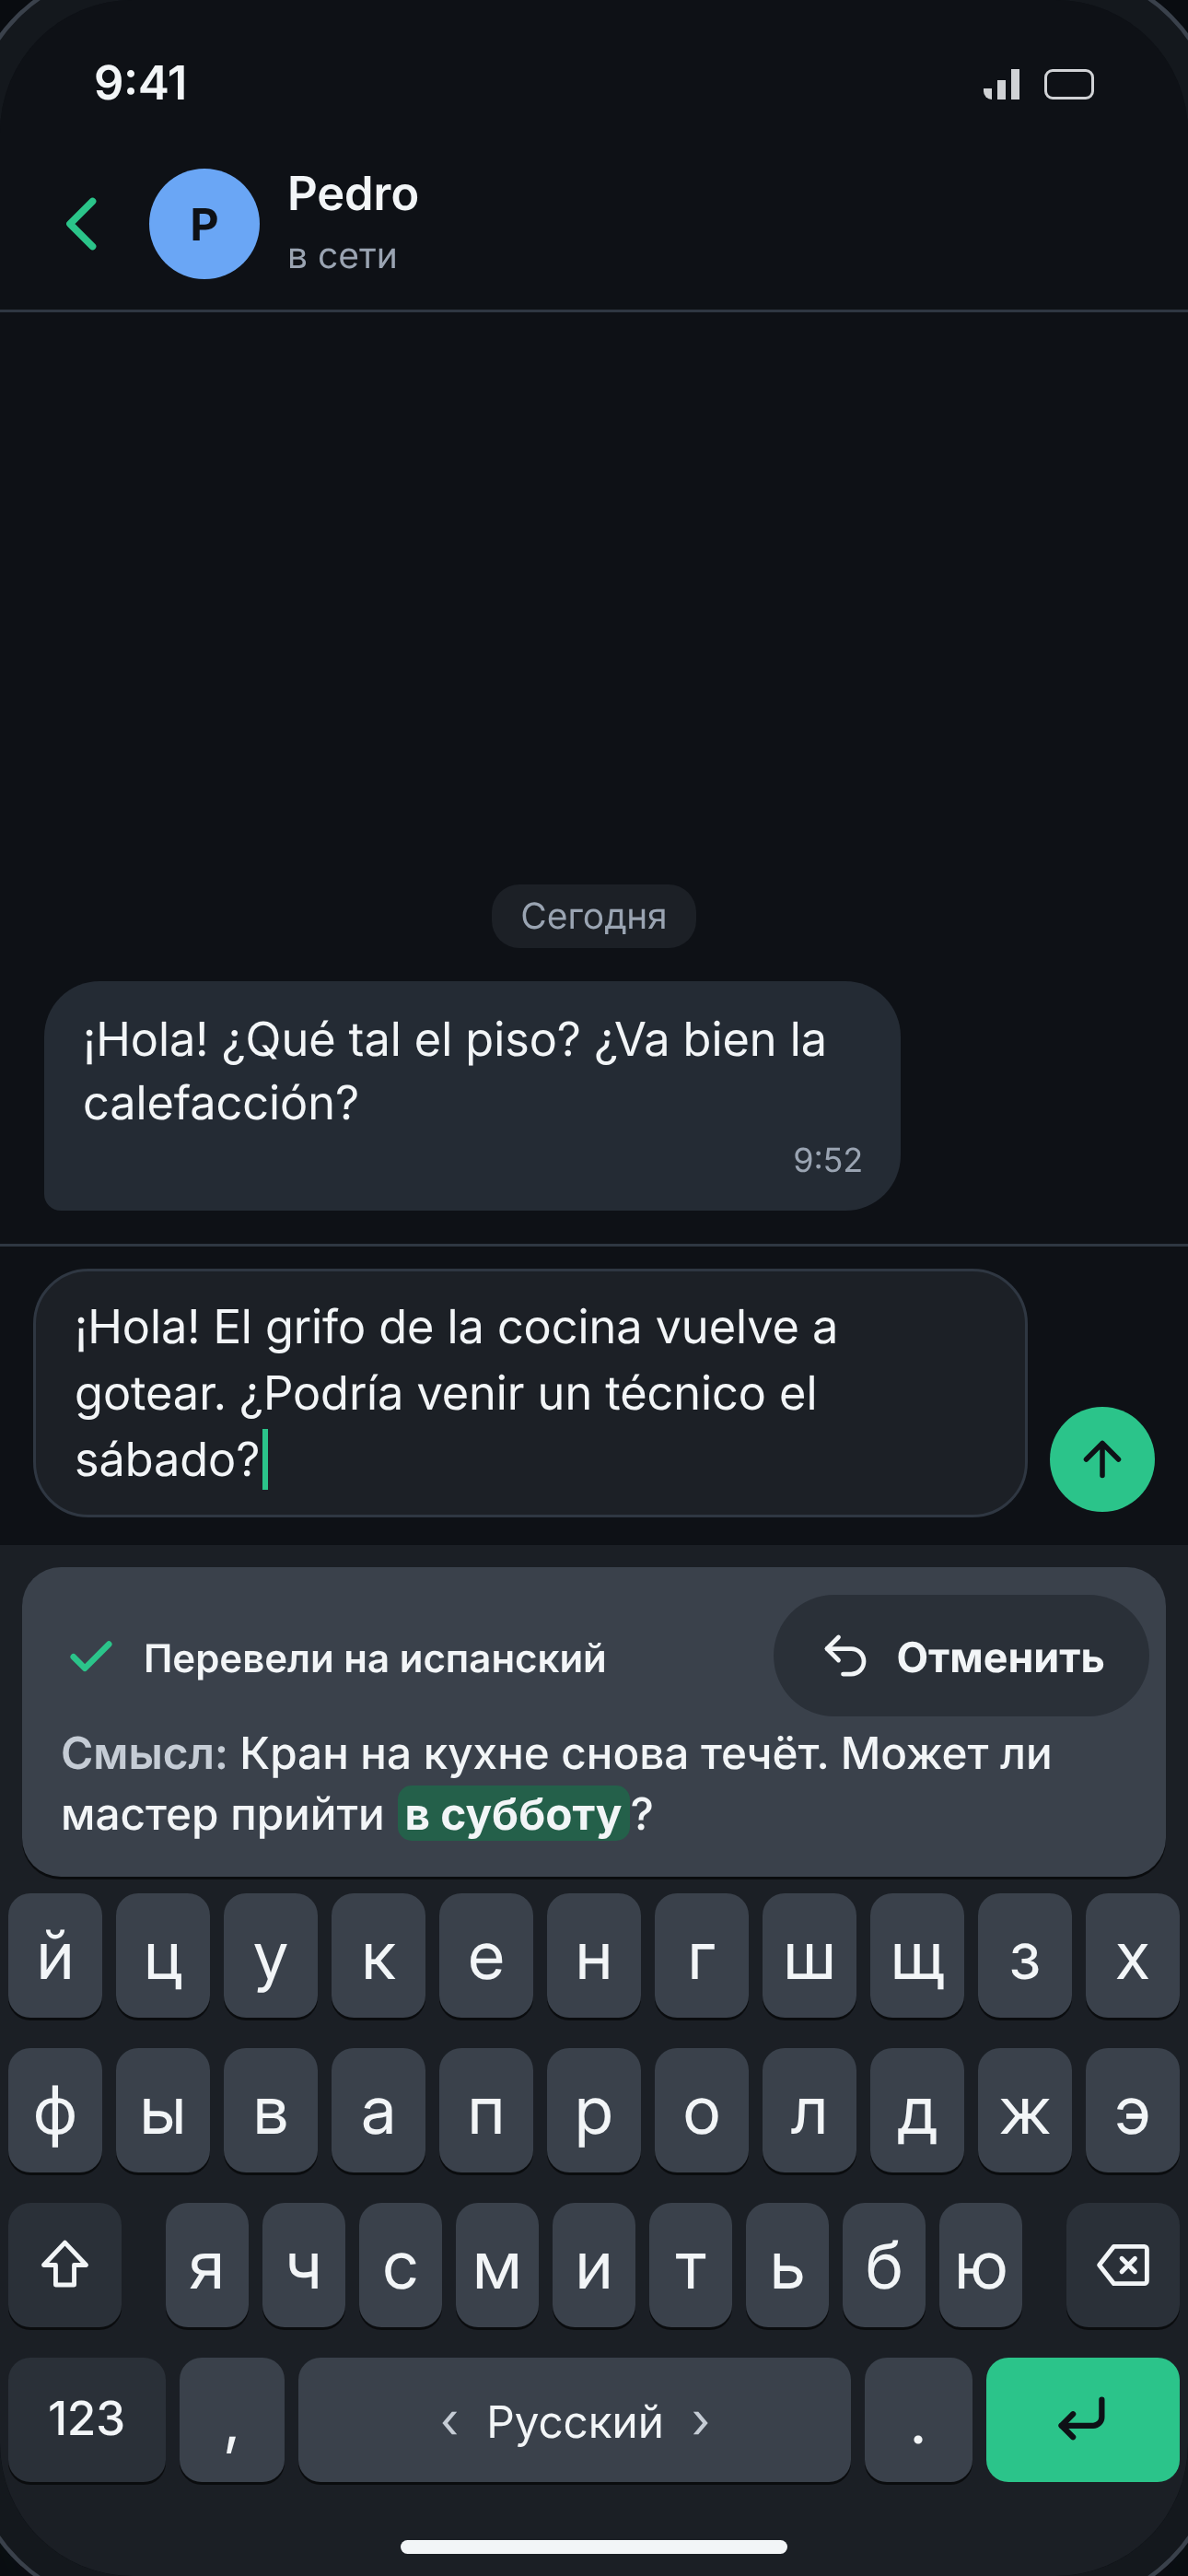 9:41
P
Pedro
в сети
Сегодня
¡Hola! ¿Qué tal el piso? ¿Va bien la
calefacción?
9:52
¡Hola! El grifo de la cocina vuelve a
gotear. ¿Podría venir un técnico el
sábado?
Перевели на испанский
Отменить
Смысл: Кран на кухне снова течёт. Может ли
мастер прийти в субботу?
й ц у к е н г ш щ з х
ф ы в а п р о л д ж э
я ч с м и т ь б ю
123 , ‹ Русский › .